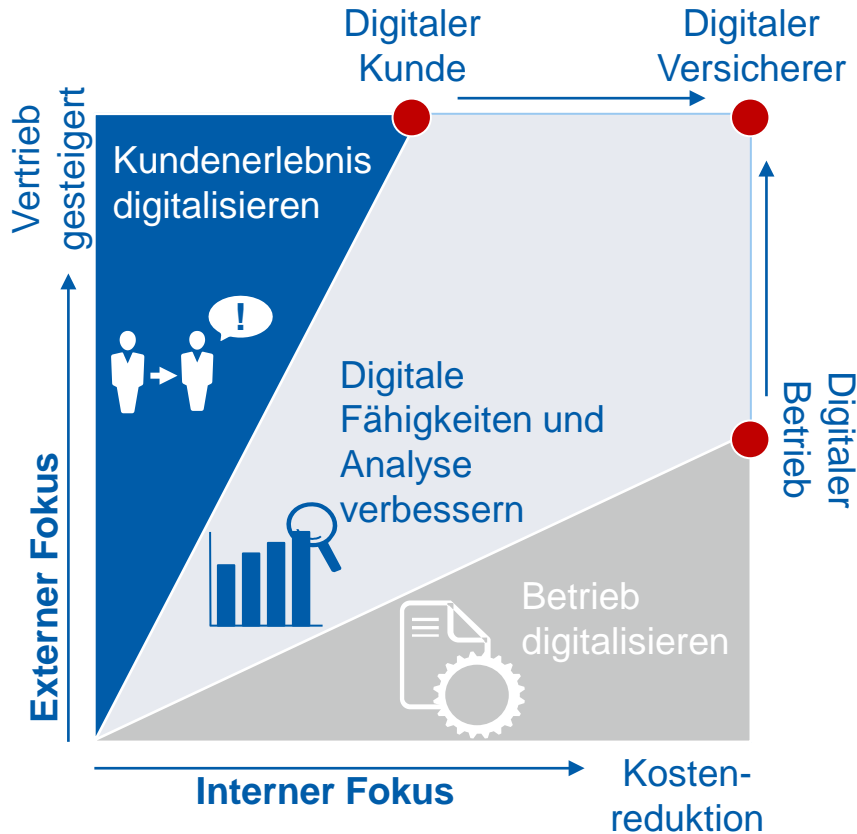 Digitaler
Kunde
Digitaler
Versicherer
Vertrieb
gesteigert
Kundenerlebnis
digitalisieren
!
Digitale
Fähigkeiten und
Analyse
verbessern
Digitaler
Betrieb
Externer Fokus
Betrieb
digitalisieren
Interner Fokus
Kosten-
reduktion